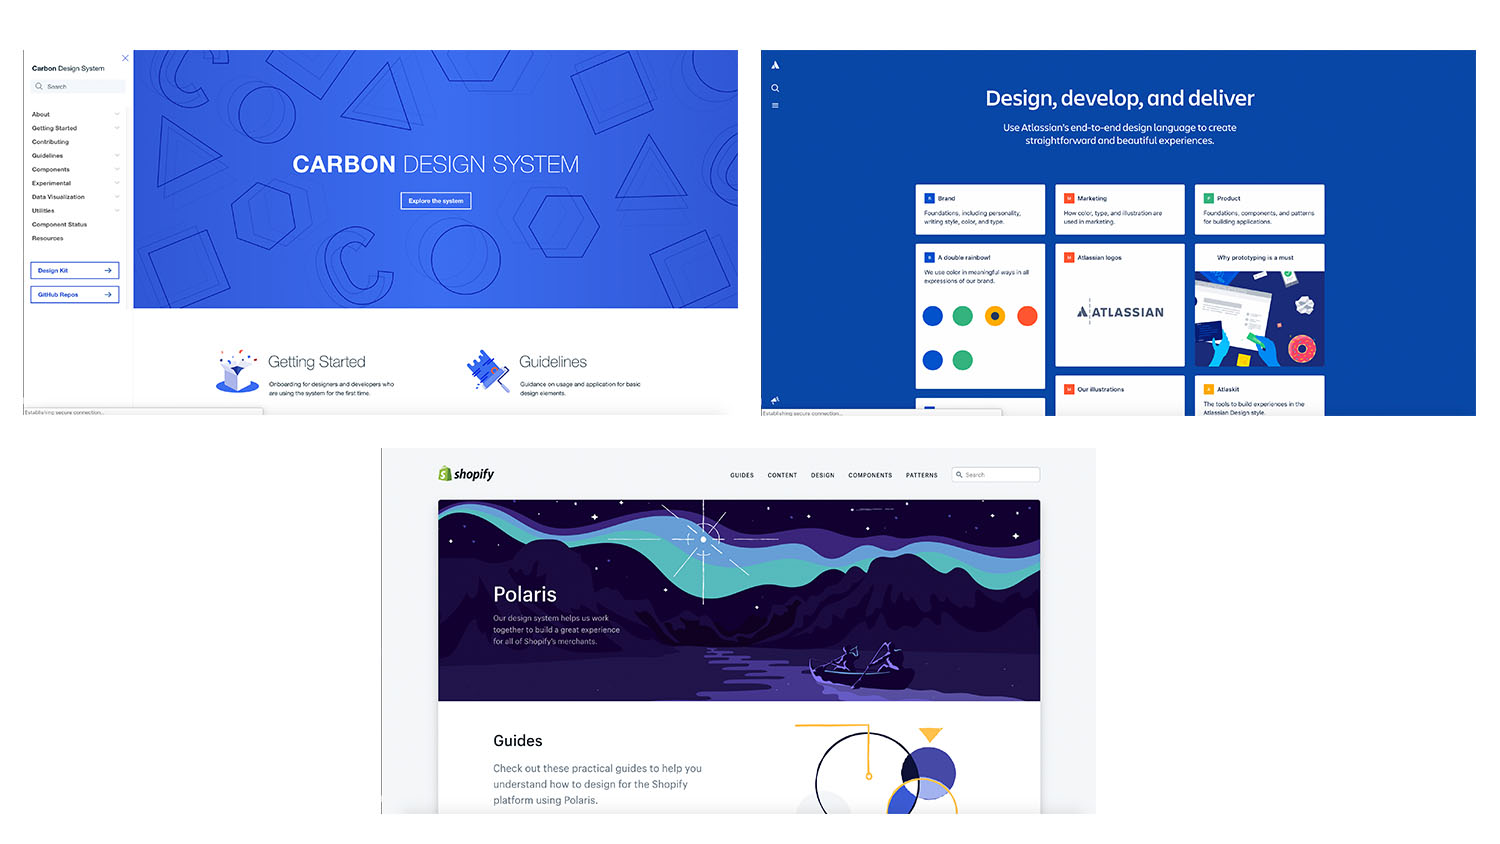 Carbon Design System
Search
About
Getting Started
Contributing
Guidelines
Components
Experimental
Data Visualization
Utilities
Component Status
Resources
Design Kit
GitHub Repos
CARBON DESIGN SYSTEM
Explore the system
Getting Started
Onboarding for designers and developers who
are using the system for the first time.
Guidelines
Guidance on usage and application for basic
design elements.
Establishing secure connection...
Design, develop, and deliver
Use Atlassian's end-to-end design language to create
straightforward and beautiful experiences.
B Brand
Foundations, including personality,
writing style, color, and type.
M Marketing
How color, type, and illustration are
used in marketing.
P Product
Foundations, components, and patterns
for building applications.
B A double rainbow!
We use color in meaningful ways in all
expressions of our brand.
M Atlassian logos
ATLASSIAN
Why prototyping is a must
M Our illustrations
A Atlaskit
The tools to build experiences in the
Atlassian Design style.
Establishing secure connection...
shopify
GUIDES
CONTENT
DESIGN
COMPONENTS
PATTERNS
Search
Polaris
Our design system helps us work
together to build a great experience
for all of Shopify's merchants.
Guides
Check out these practical guides to help you
understand how to design for the Shopify
platform using Polaris.